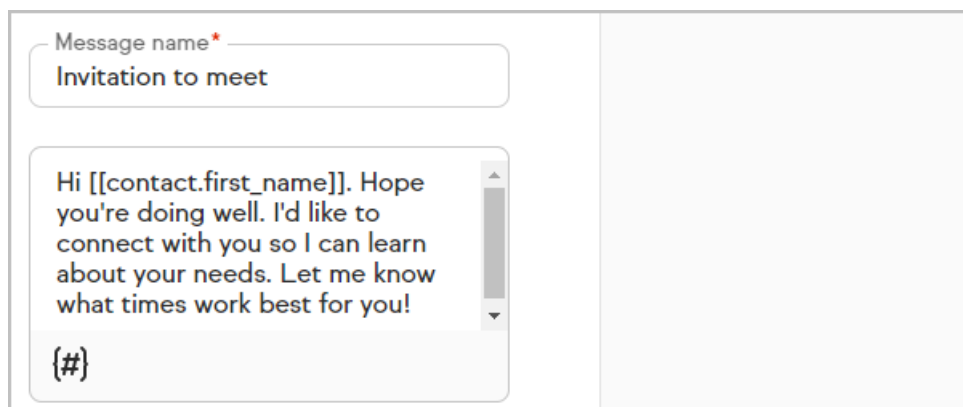 Message name*
Invitation to meet
Hi [[contact.first_name]]. Hope
you're doing well. I'd like to
connect with you so I can learn
about your needs. Let me know
what times work best for you!
{#}